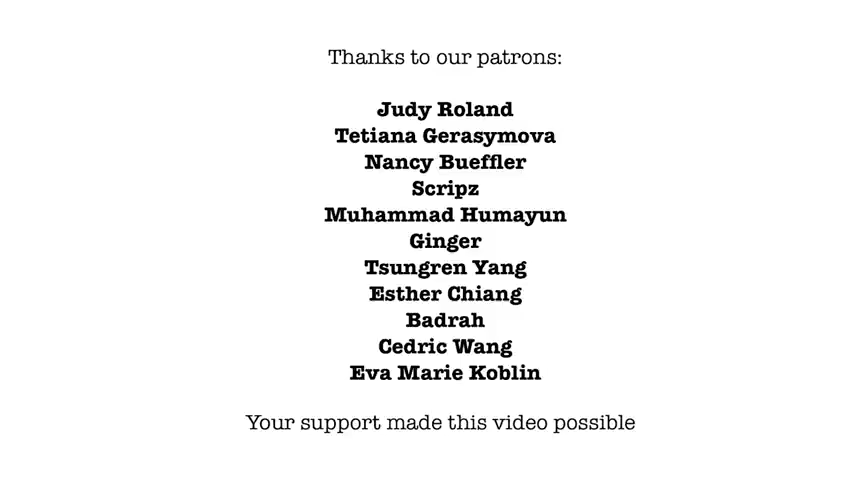 Thanks to our patrons:
Judy Roland
Tetiana Gerasymova
Nancy Bueffler
Scripz
Muhammad Humayun
Ginger
Tsungren Yang
Esther Chiang
Badrah
Cedric Wang
Eva Marie Koblin
Your support made this video possible